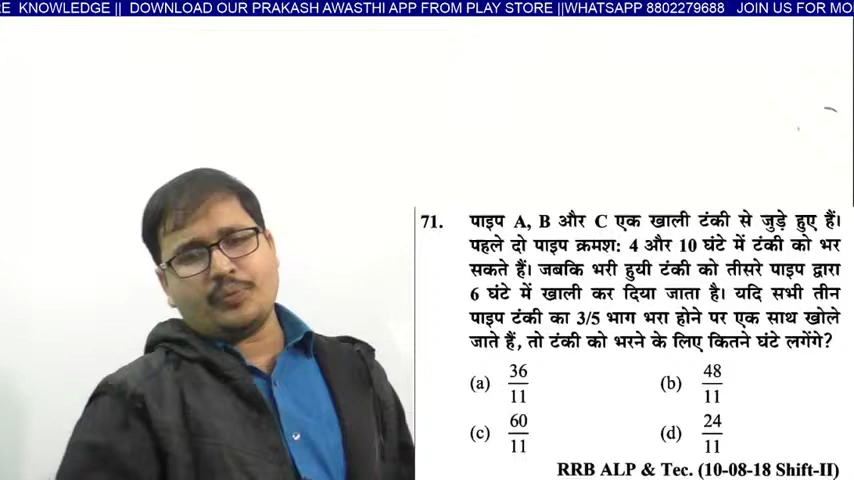 E KNOWLEDGE || DOWNLOAD OUR PRAKASH AWASTHI APP FROM PLAY STORE ||WHATSAPP 8802279688 JOIN US FOR MO
71. पाइप A, B और C एक खाली टंकी से जुड़े हुए हैं।
पहले दो पाइप क्रमश: 4 और 10 घंटे में टंकी को भर
सकते हैं। जबकि भरी हुयी टंकी को तीसरे पाइप द्वारा
6 घंटे में खाली कर दिया जाता है। यदि सभी तीन
पाइप टंकी का 3/5 भाग भरा होने पर एक साथ खोले
जाते हैं, तो टंकी को भरने के लिए कितने घंटे लगेंगे?
(a) 36/11 (b) 48/11
(c) 60/11 (d) 24/11
RRB ALP & Tec. (10-08-18 Shift-II)